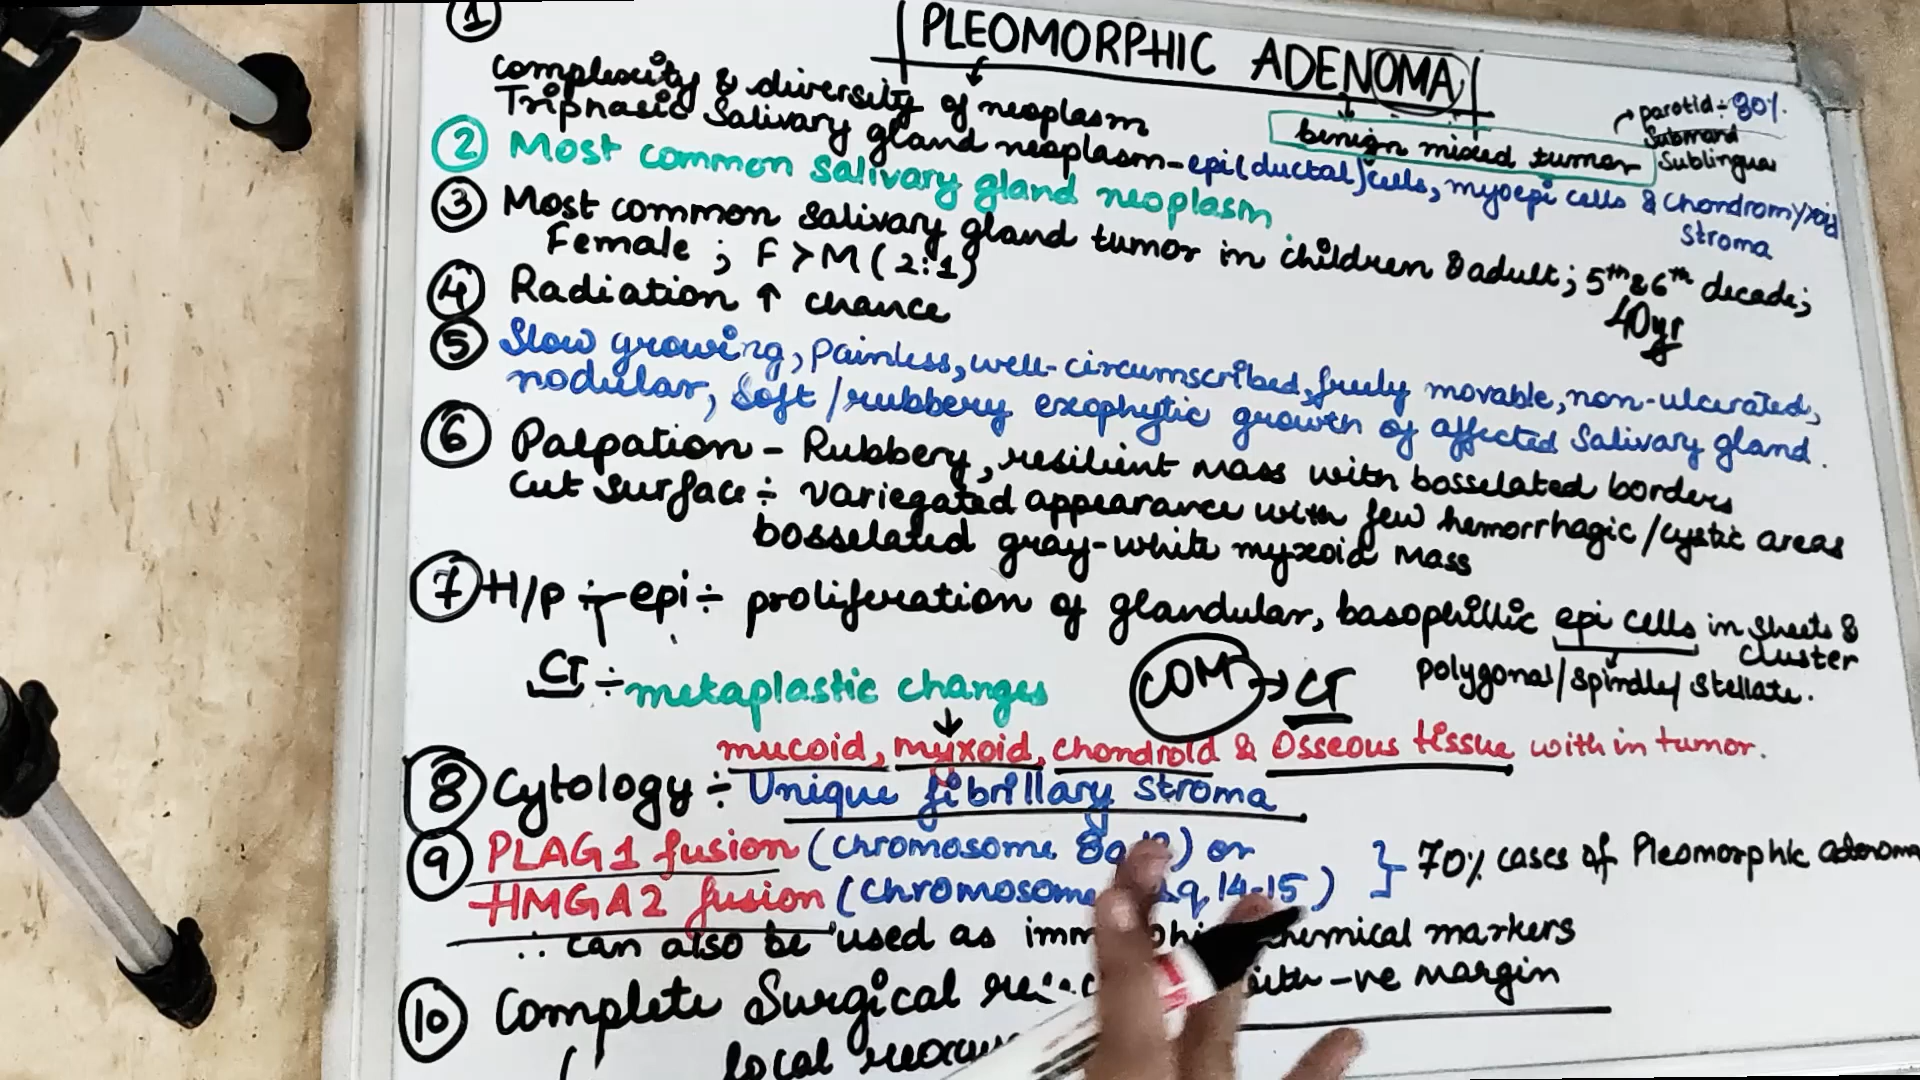 ①
PLEOMORPHIC ADENOMA
complexity & diversity of neoplasm
benign mixed tumor
parotid ÷ 80%.
Submand
Sublingua
Triphasic Salivary gland neoplasm - epi(ductal) cells, myoepi cells & Chondromyxoid
Stroma
② Most common salivary gland neoplasm
③ Most common salivary gland tumor in children & adult; 5th & 6th decade;
40yr
Female ; F > M (2:1)
④ Radiation ↑ chance
⑤ Slow growing, painless, well-circumscribed, freely movable, non-ulcerated,
nodular, soft/rubbery exophytic growth of affected Salivary gland.
⑥ Palpation - Rubbery, resilient mass with bosselated borders
Cut Surface ÷ variegated appearance with few hemorrhagic/cystic areas
bosselated gray-white myxoid mass
⑦ H/p ÷ epi ÷ proliferation of glandular, basophillic epi cells in sheets &
cluster
polygonal/spindle/stellate.
CT ÷ metaplastic changes
COM → CT
↓
mucoid, myxoid, chondroid & Osseous tissue with in tumor.
⑧ Cytology ÷ Unique fibrillary stroma
⑨ PLAG1 fusion (chromosome 8q12) or
HMGA2 fusion (chromosome q14-15)
} 70% cases of Pleomorphic adenoma
∴ can also be used as markers
⑩ Complete Surgical with -ve margin
( local